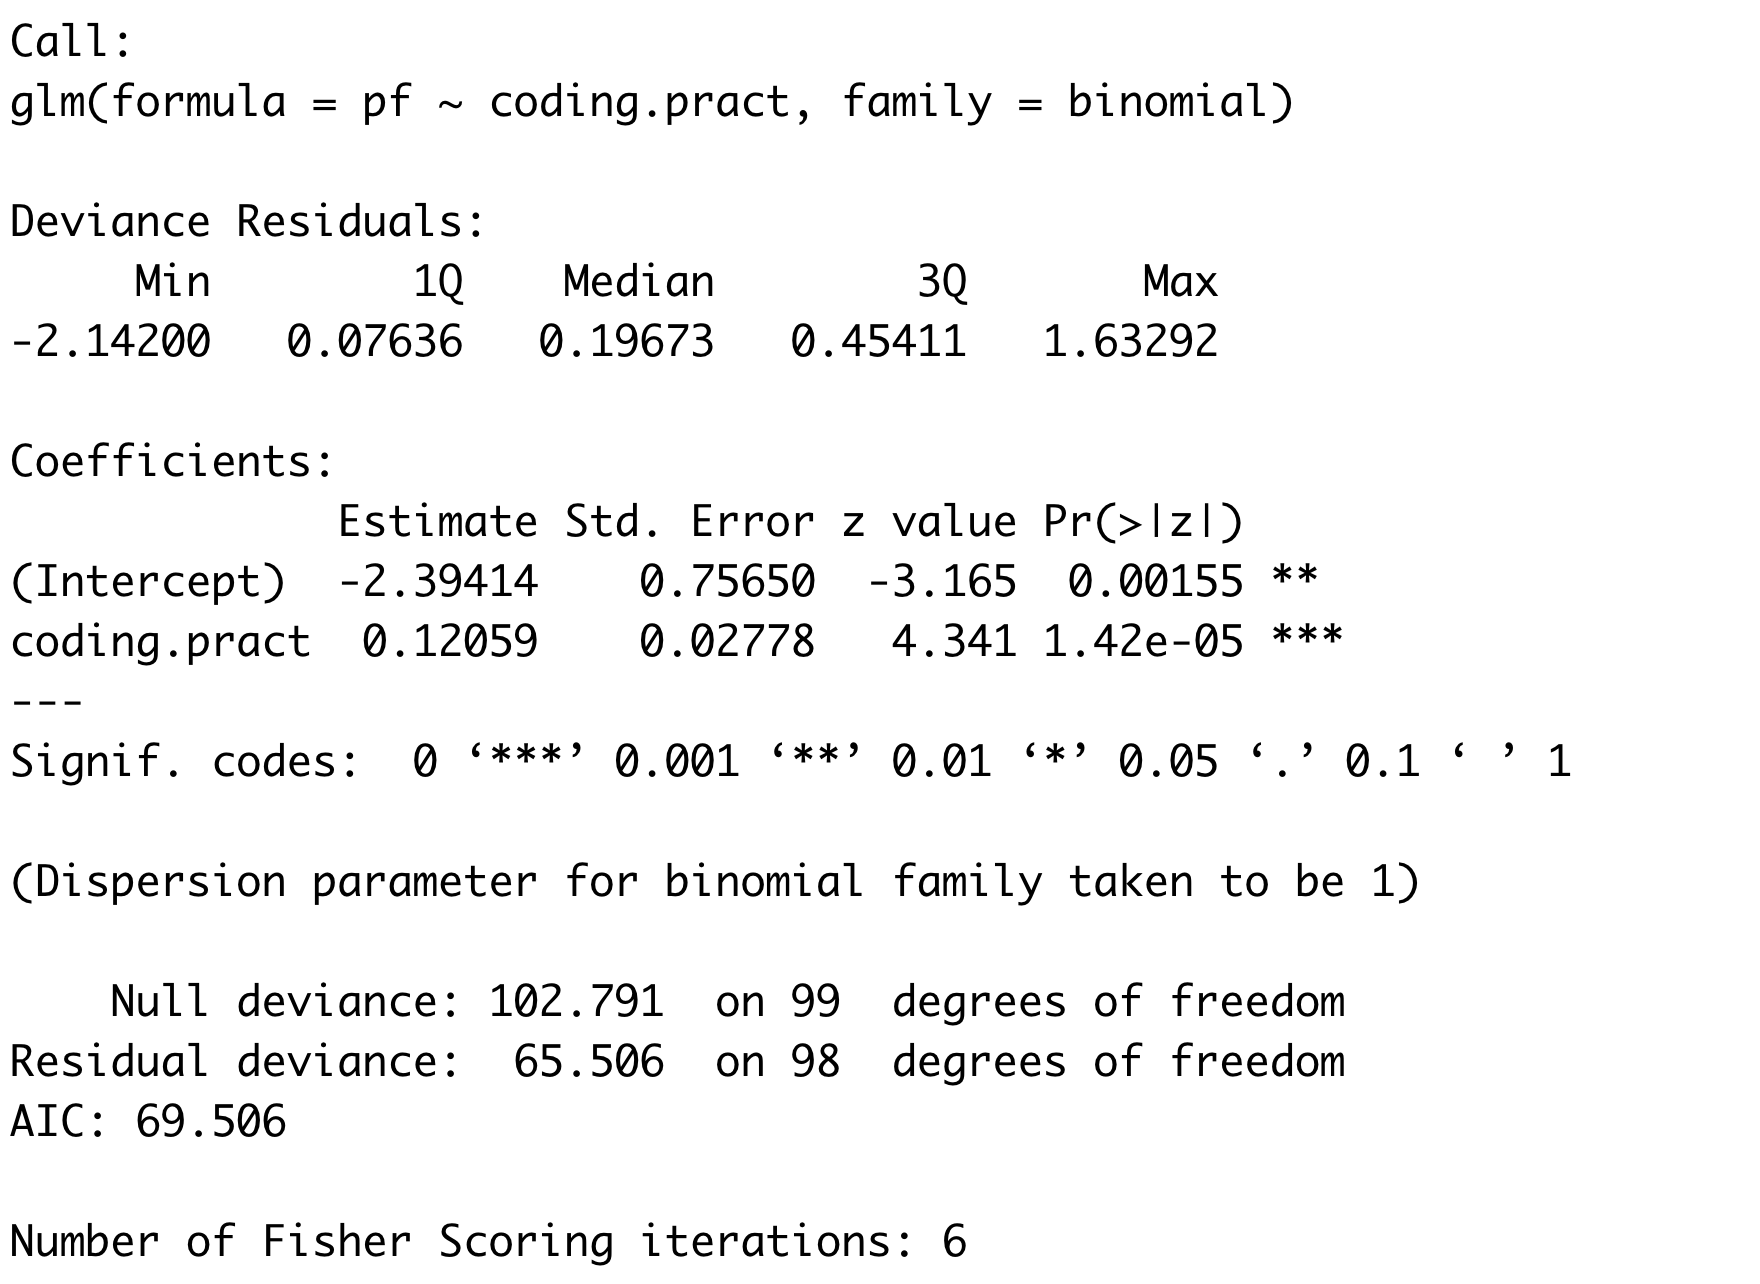 Call:
glm(formula = pf ~ coding.pract, family = binomial)
Deviance Residuals:
     Min        1Q    Median        3Q       Max
-2.14200   0.07636   0.19673   0.45411   1.63292
Coefficients:
             Estimate Std. Error z value Pr(>|z|)
(Intercept)  -2.39414    0.75650  -3.165  0.00155 **
coding.pract  0.12059    0.02778   4.341 1.42e-05 ***
---
Signif. codes:  0 ‘***’ 0.001 ‘**’ 0.01 ‘*’ 0.05 ‘.’ 0.1 ‘ ’ 1
(Dispersion parameter for binomial family taken to be 1)
    Null deviance: 102.791  on 99  degrees of freedom
Residual deviance:  65.506  on 98  degrees of freedom
AIC: 69.506
Number of Fisher Scoring iterations: 6